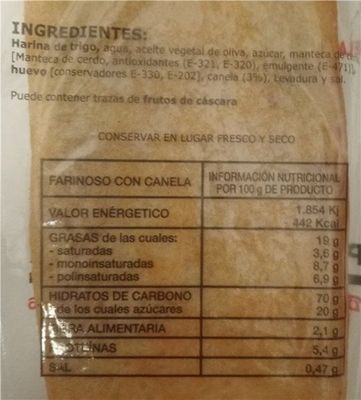 INGREDIENTES:
Harina de trigo, agua, aceite vegetal de oliva, azúcar, manteca de
[Manteca de cerdo, antioxidantes (E-321, E-320), emulgente (E-471)],
huevo [conservadores E-330, E-202], canela (3%), Levadura y sal.
Puede contener trazas de frutos de cáscara
CONSERVAR EN LUGAR FRESCO Y SECO
FARINOSO CON CANELA
INFORMACIÓN NUTRICIONAL
POR 100 g DE PRODUCTO
VALOR ENÉRGETICO
1.854 Kj
442 Kcal
GRASAS de las cuales: 19 g
- saturadas 3,6 g
- monoinsaturadas 8,7 g
- polinsaturadas 6,9 g
HIDRATOS DE CARBONO 70 g
de los cuales azúcares 20 g
FIBRA ALIMENTARIA 2,1 g
PROTEINAS 5,4 g
SAL 0,47 g